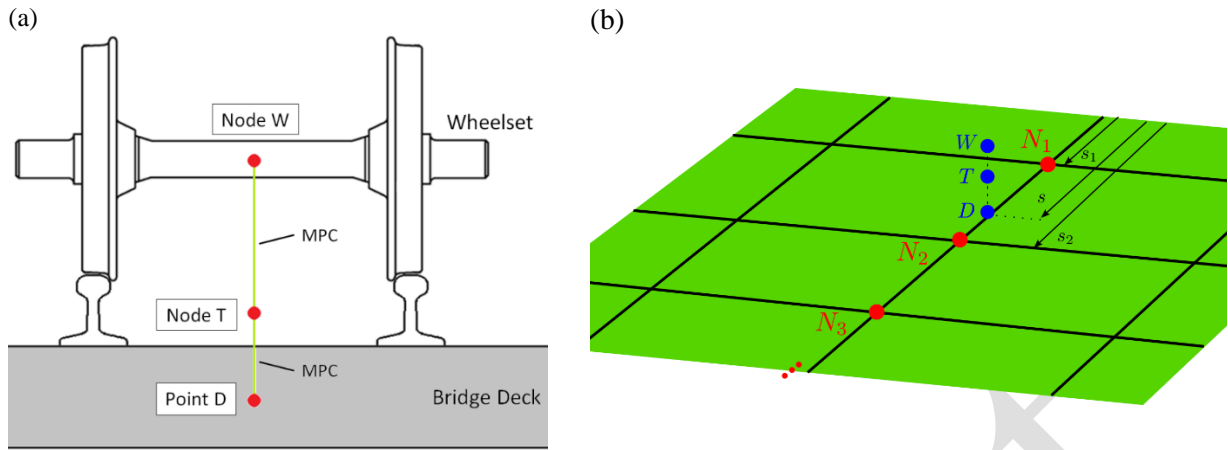 (a)
Node W
Wheelset
MPC
Node T
MPC
Point D
Bridge Deck
(b)
W
T
D
N₁
N₂
N₃
s₁
s
s₂